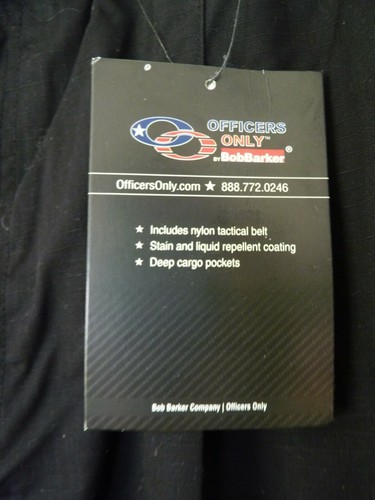 OFFICERS
ONLY™
BY BobBarker®
OfficersOnly.com ★ 888.772.0246
★ Includes nylon tactical belt
★ Stain and liquid repellent coating
★ Deep cargo pockets
Bob Barker Company | Officers Only